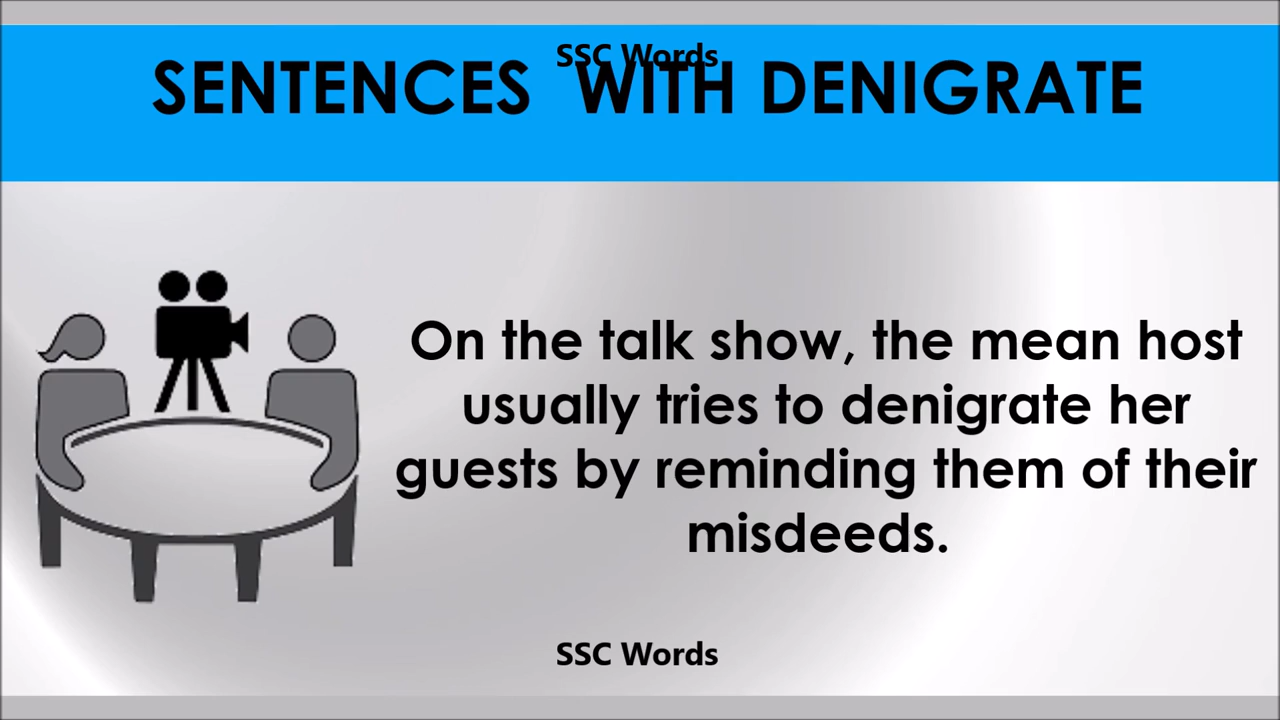 SSC Words
SENTENCES WITH DENIGRATE
On the talk show, the mean host
usually tries to denigrate her
guests by reminding them of their
misdeeds.
SSC Words